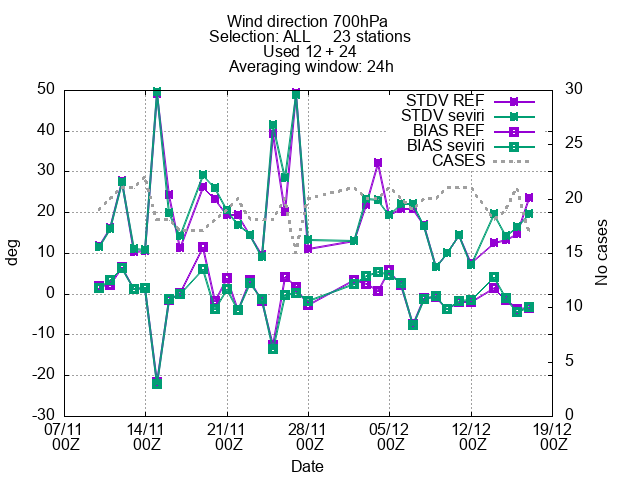 Wind direction 700hPa
Selection: ALL 23 stations
Used 12 + 24
Averaging window: 24h
STDV REF
STDV seviri
BIAS REF
BIAS seviri
CASES
50
40
30
20
10
0
-10
-20
-30
deg
30
25
20
15
10
5
0
No cases
07/11 14/11 21/11 28/11 05/12 12/12 19/12
00Z 00Z 00Z 00Z 00Z 00Z 00Z
Date